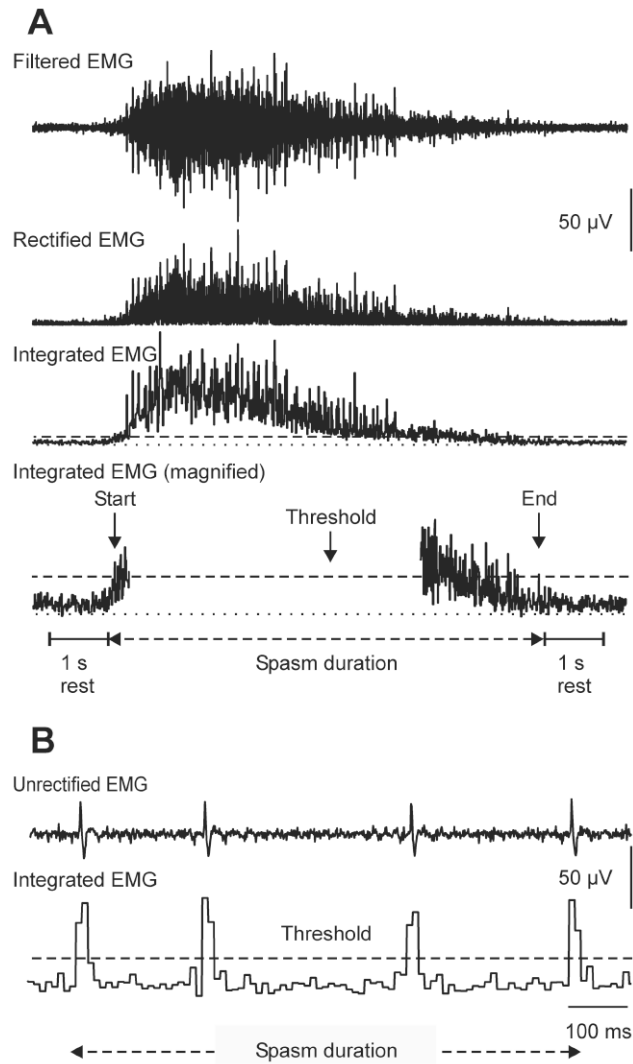 A
Filtered EMG
50 µV
Rectified EMG
Integrated EMG
Integrated EMG (magnified)
Start
Threshold
End
1 s
rest
Spasm duration
1 s
rest
B
Unrectified EMG
50 µV
Integrated EMG
Threshold
100 ms
Spasm duration